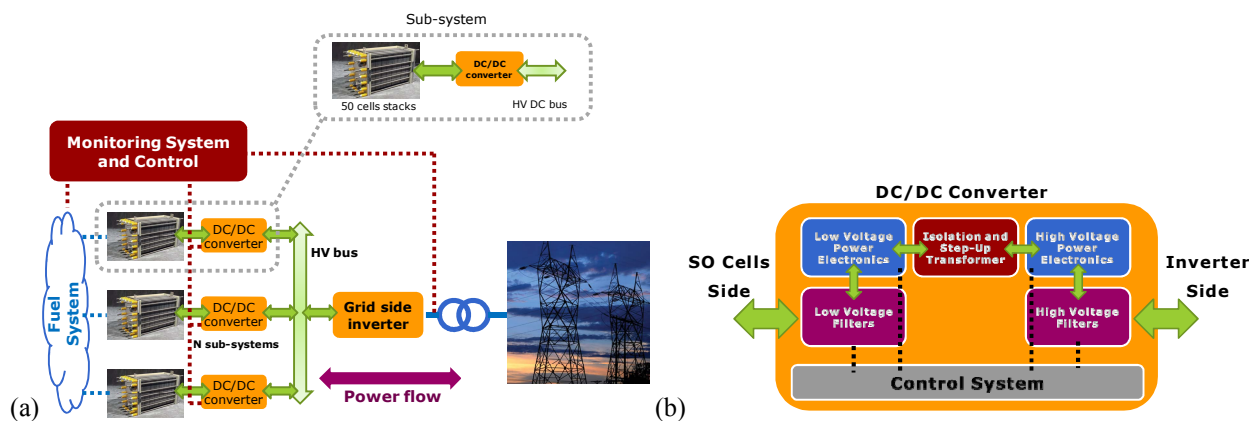 Sub-system
DC/DC
converter
50 cells stacks
HV DC bus
Monitoring System
and Control
DC/DC
converter
HV bus
Fuel
System
DC/DC
converter
Grid side
inverter
N sub-systems
DC/DC
converter
Power flow
(a)
DC/DC Converter
Low Voltage
Power
Electronics
Isolation and
Step-Up
Transformer
High Voltage
Power
Electronics
SO Cells
Side
Inverter
Side
Low Voltage
Filters
High Voltage
Filters
Control System
(b)